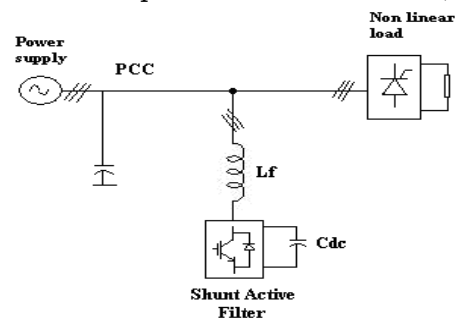 Non linear
load
Power
supply
PCC
Lf
Cdc
Shunt Active
Filter